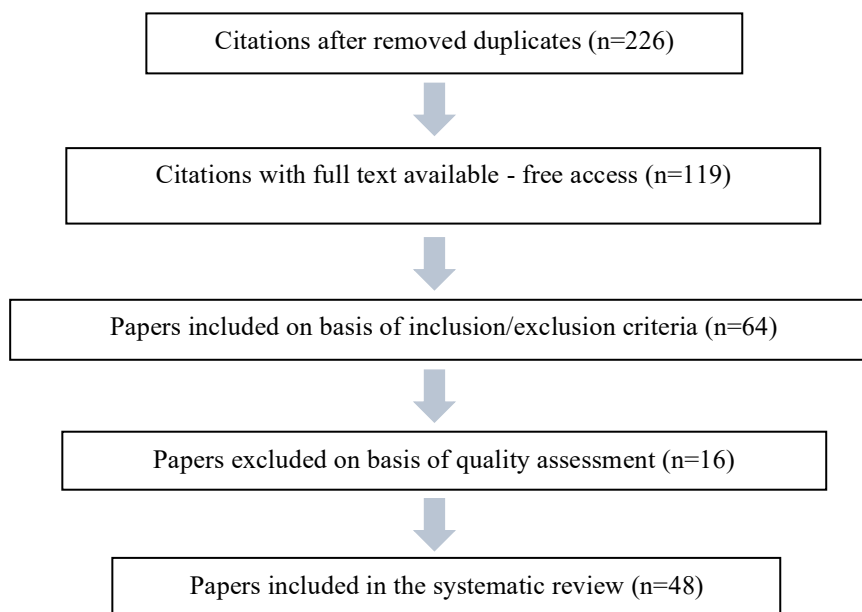 Citations after removed duplicates (n=226)
Citations with full text available - free access (n=119)
Papers included on basis of inclusion/exclusion criteria (n=64)
Papers excluded on basis of quality assessment (n=16)
Papers included in the systematic review (n=48)